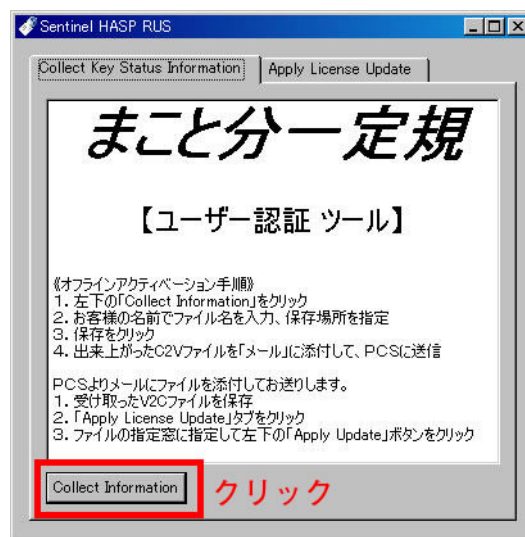 Sentinel HASP RUS
Collect Key Status Information
Apply License Update
まこと分一定規
【ユーザー認証 ツール】
《オフラインアクティベーション手順》
1. 左下の「Collect Information」をクリック
2. お客様の名前でファイル名を入力、保存場所を指定
3. 保存をクリック
4. 出来上がったC2Vファイルを「メール」に添付して、PCSに送信
PCSよりメールにファイルを添付してお送りします。
1. 受け取ったV2Cファイルを保存
2. 「Apply License Update」タブをクリック
3. ファイルの指定窓に指定して左下の「Apply Update」ボタンをクリック
Collect Information
クリック